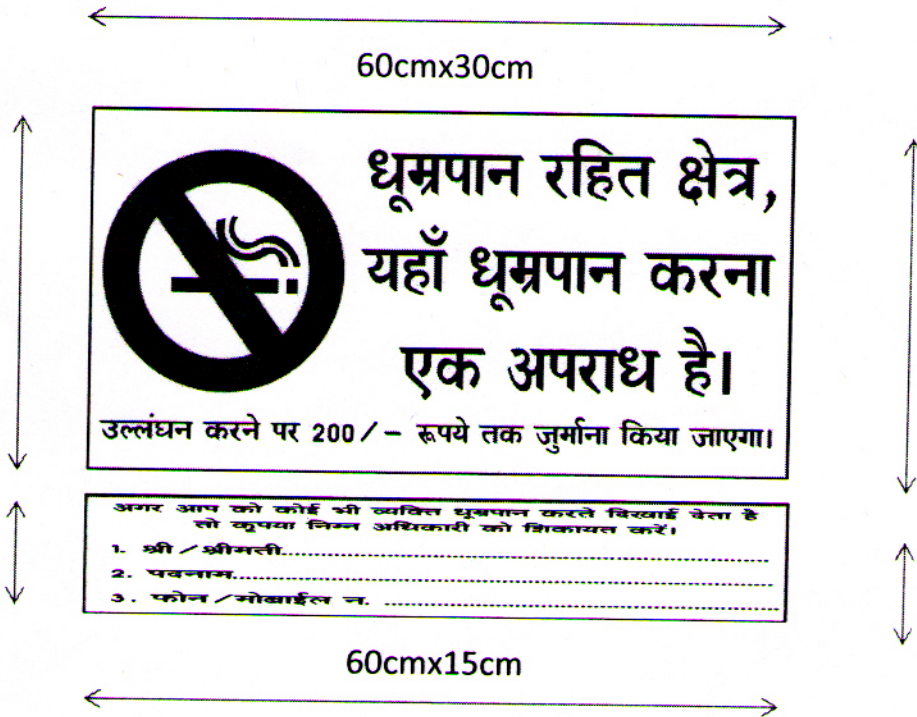 60cmx30cm
धूम्रपान रहित क्षेत्र,
यहाँ धूम्रपान करना
एक अपराध है।
उल्लंघन करने पर 200/- रूपये तक जुर्माना किया जाएगा।
अगर आप को कोई भी व्यक्ति धूम्रपान करते दिखाई देता है
तो कृपया निम्न अधिकारी को शिकायत करें।
1. श्री/श्रीमती..........................................................................
2. पदनाम..................................................................................
3. फोन/मोबाईल न. ............................................................
60cmx15cm